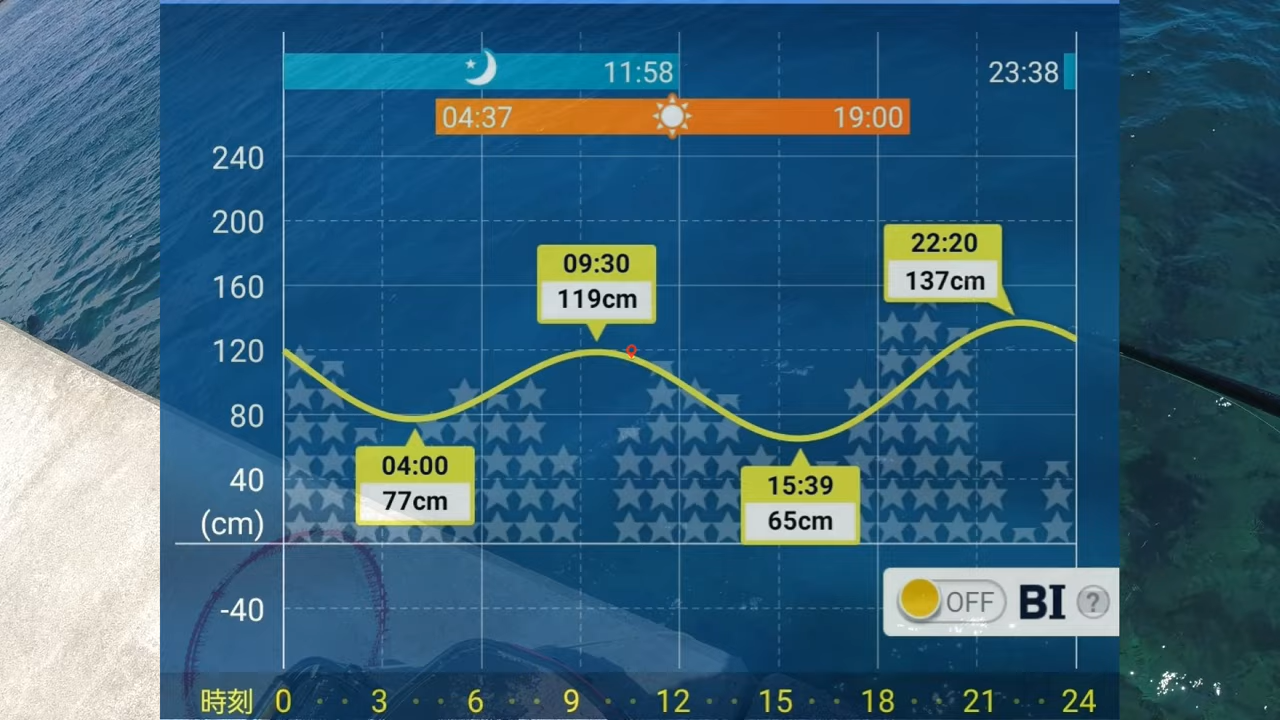 11:58
23:38
04:37
19:00
240
200
22:20
137cm
09:30
119cm
160
120
80
04:00
77cm
15:39
65cm
40
(cm)
-40
OFF BI ?
時刻 0 3 6 9 12 15 18 21 24